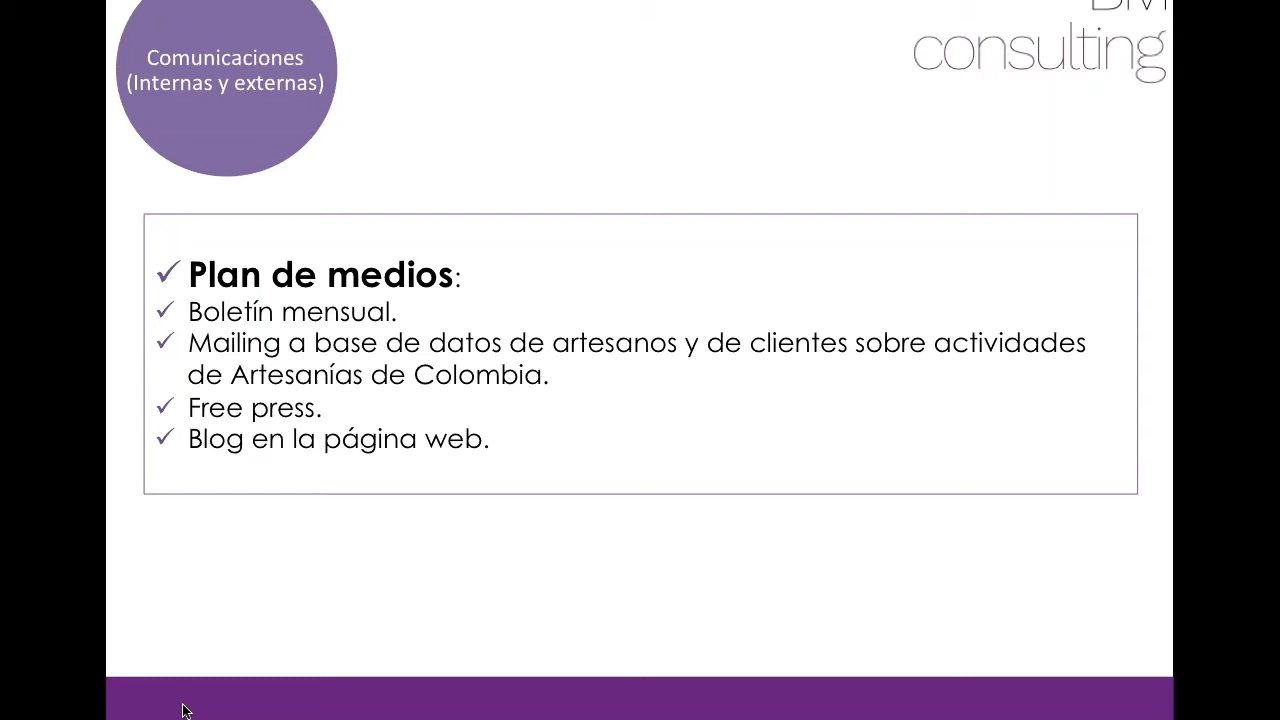 Comunicaciones
(Internas y externas)
consulting
Plan de medios:
Boletín mensual.
Mailing a base de datos de artesanos y de clientes sobre actividades
de Artesanías de Colombia.
Free press.
Blog en la página web.